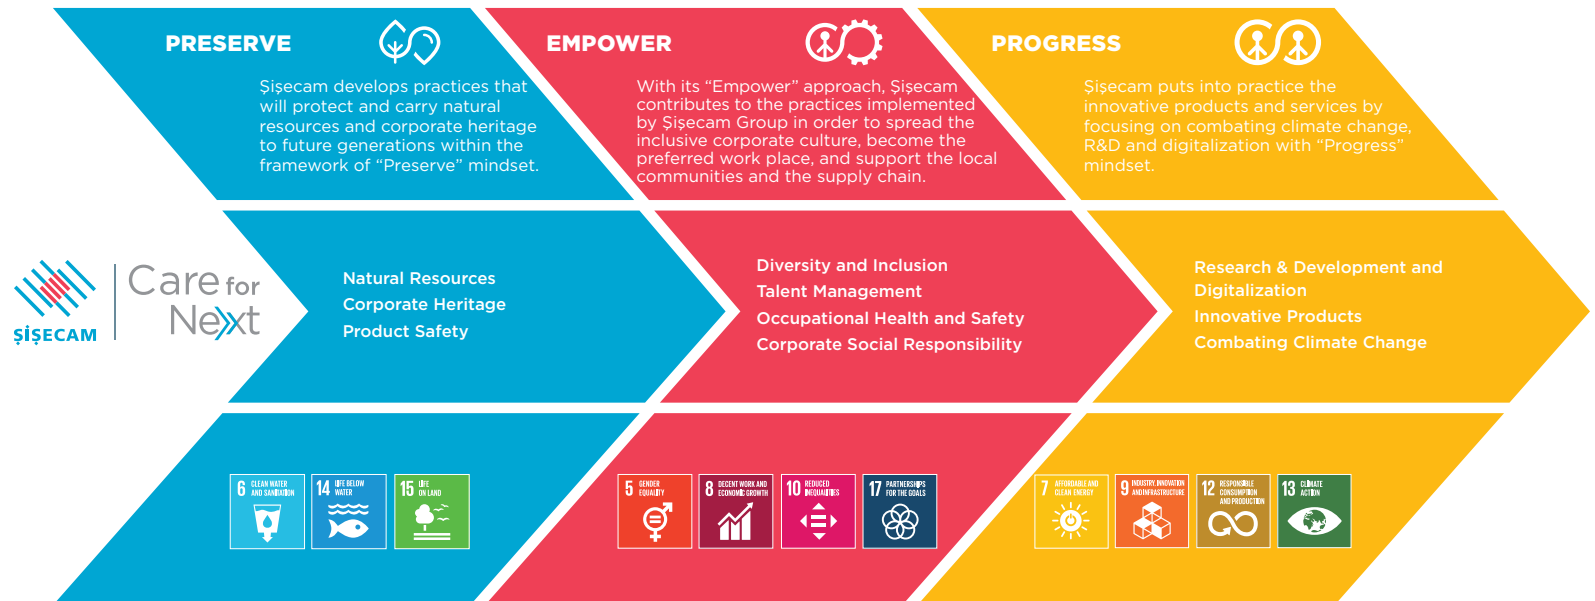 PRESERVE
Şişecam develops practices that
will protect and carry natural
resources and corporate heritage
to future generations within the
framework of “Preserve” mindset.
EMPOWER
With its “Empower” approach, Şişecam
contributes to the practices implemented
by Şişecam Group in order to spread the
inclusive corporate culture, become the
preferred work place, and support the local
communities and the supply chain.
PROGRESS
Şişecam puts into practice the
innovative products and services by
focusing on combating climate change,
R&D and digitalization with “Progress”
mindset.
ŞİŞECAM
Care for
Next
Natural Resources
Corporate Heritage
Product Safety
Diversity and Inclusion
Talent Management
Occupational Health and Safety
Corporate Social Responsibility
Research & Development and
Digitalization
Innovative Products
Combating Climate Change
6 CLEAN WATER
AND SANITATION
14 LIFE BELOW
WATER
15 LIFE
ON LAND
5 GENDER
EQUALITY
8 DECENT WORK AND
ECONOMIC GROWTH
10 REDUCED
INEQUALITIES
17 PARTNERSHIPS
FOR THE GOALS
7 AFFORDABLE AND
CLEAN ENERGY
9 INDUSTRY, INNOVATION
AND INFRASTRUCTURE
12 RESPONSIBLE
CONSUMPTION
AND PRODUCTION
13 CLIMATE
ACTION